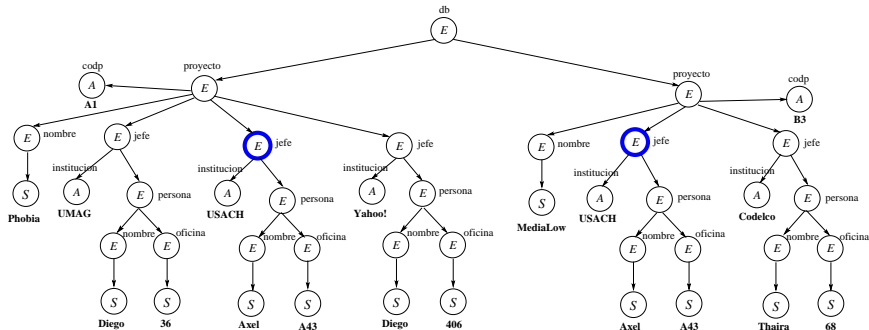 db
E
codp
proyecto
proyecto
codp
A
E
E
A
A1
B3
E nombre
E jefe
E jefe
E jefe
E nombre
E jefe
E jefe
institucion
institucion
institucion
institucion
institucion
S
A
E persona
A
E persona
A
E persona
S
A
E persona
A
E persona
Phobia
UMAG
USACH
Yahoo!
MediaLow
USACH
Codelco
nombre oficina
nombre oficina
nombre oficina
nombre oficina
nombre oficina
E E E E E E E E E E
S S S S S S S S S S
Diego 36 Axel A43 Diego 406 Axel A43 Thaira 68